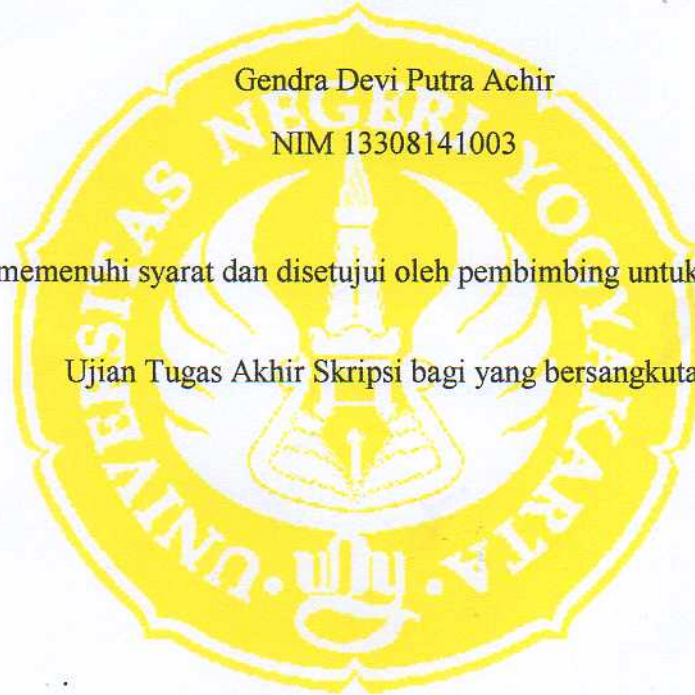 Gendra Devi Putra Achir
NIM 13308141003
memenuhi syarat dan disetujui oleh pembimbing untuk
Ujian Tugas Akhir Skripsi bagi yang bersangkuta
UNIVERSITAS NEGERI YOGYAKARTA
uny